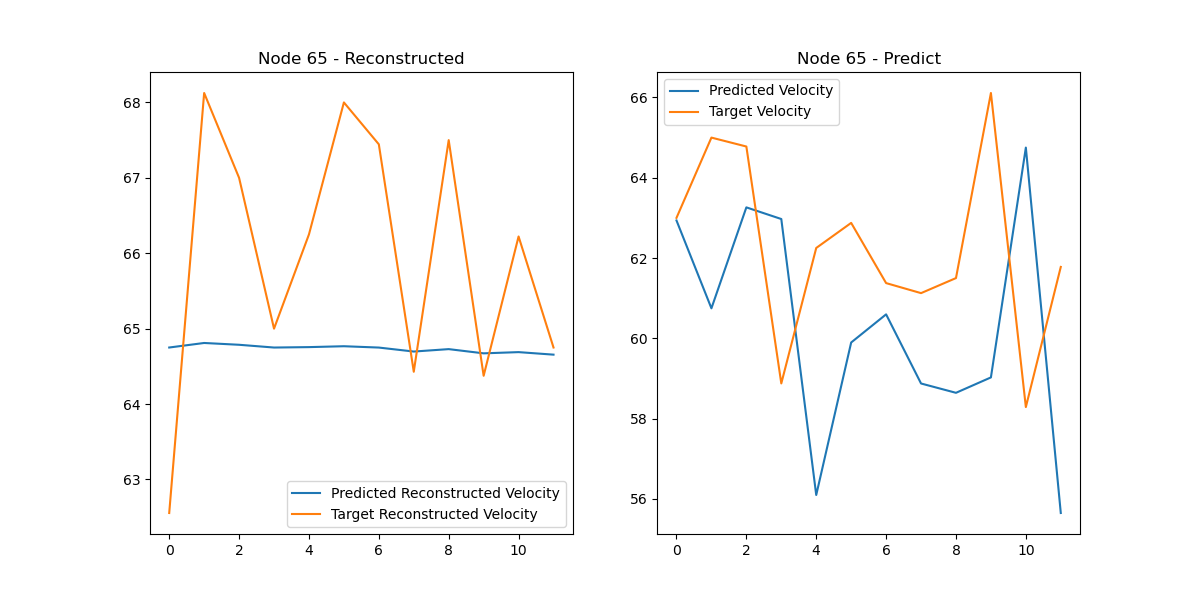 Node 65 - Reconstructed
68
67
66
65
64
63
0 2 4 6 8 10
Predicted Reconstructed Velocity
Target Reconstructed Velocity
Node 65 - Predict
Predicted Velocity
Target Velocity
66
64
62
60
58
56
0 2 4 6 8 10